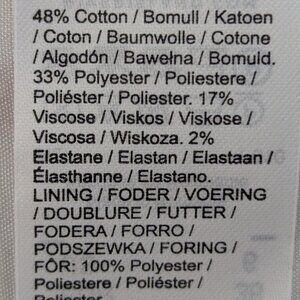 48% Cotton / Bomull / Katoen
/ Coton / Baumwolle / Cotone
/ Algodón / Bawełna / Bomuld.
33% Polyester / Poliestere /
Poliéster / Poliester. 17%
Viscose / Viskos / Viskose /
Viscosa / Wiskoza. 2%
Elastane / Elastan / Elastaan /
Élasthanne / Elastano.
LINING / FODER / VOERING
/ DOUBLURE / FUTTER /
FODERA / FORRO /
PODSZEWKA / FORING /
FÔR: 100% Polyester /
Poliestere / Poliéster /
Poliester.